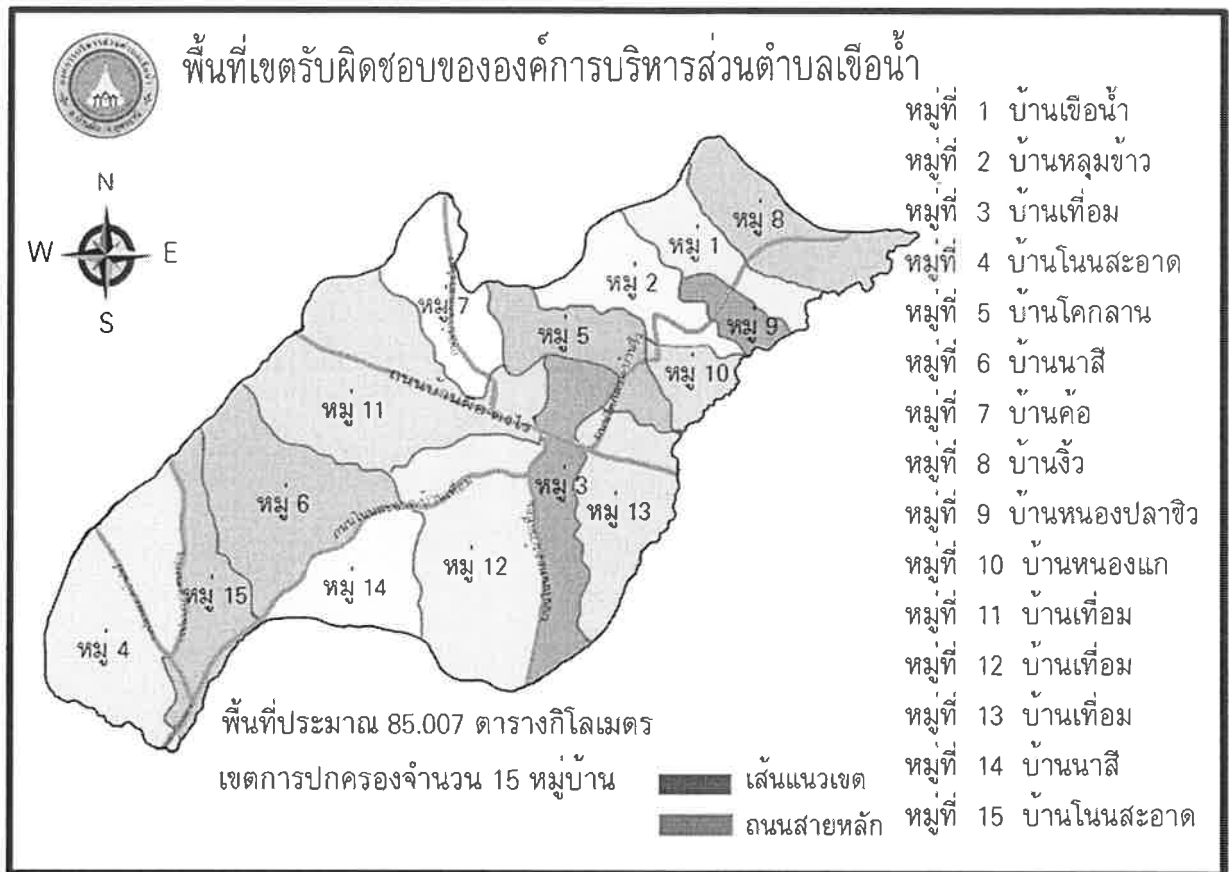 พื้นที่เขตรับผิดชอบขององค์การบริหารส่วนตำบลเขือน้ำ
N
W
E
S
หมู่ 8
หมู่ 1
หมู่ 2
หมู่ 7
หมู่ 9
หมู่ 5
หมู่ 10
หมู่ 11
ถนนบ้านผือ-ดงไร
หมู่ 6
หมู่ 3
หมู่ 13
หมู่ 12
หมู่ 14
หมู่ 15
หมู่ 4
พื้นที่ประมาณ 85.007 ตารางกิโลเมตร
เขตการปกครองจำนวน 15 หมู่บ้าน
เส้นแนวเขต
ถนนสายหลัก
หมู่ที่ 1 บ้านเขือน้ำ
หมู่ที่ 2 บ้านหลุมข้าว
หมู่ที่ 3 บ้านเที่อม
หมู่ที่ 4 บ้านโนนสะอาด
หมู่ที่ 5 บ้านโคกลาน
หมู่ที่ 6 บ้านนาสี
หมู่ที่ 7 บ้านค้อ
หมู่ที่ 8 บ้านงิ้ว
หมู่ที่ 9 บ้านหนองปลาซิว
หมู่ที่ 10 บ้านหนองแก
หมู่ที่ 11 บ้านเที่อม
หมู่ที่ 12 บ้านเที่อม
หมู่ที่ 13 บ้านเที่อม
หมู่ที่ 14 บ้านนาสี
หมู่ที่ 15 บ้านโนนสะอาด